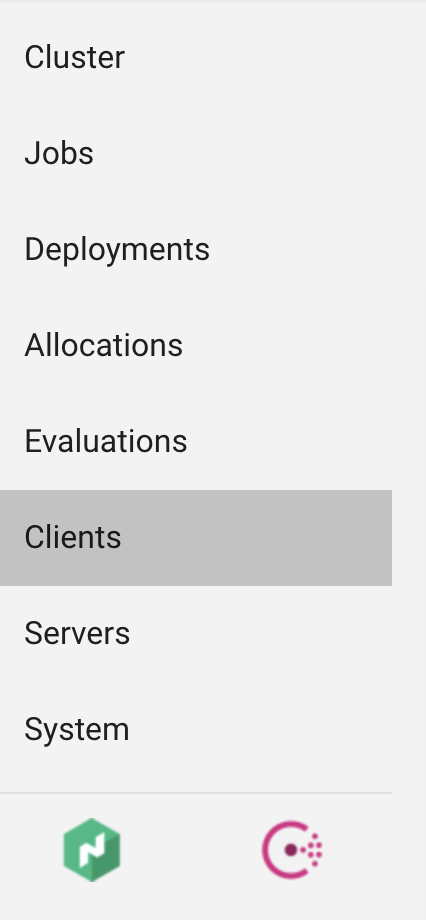 Cluster
Jobs
Deployments
Allocations
Evaluations
Clients
Servers
System